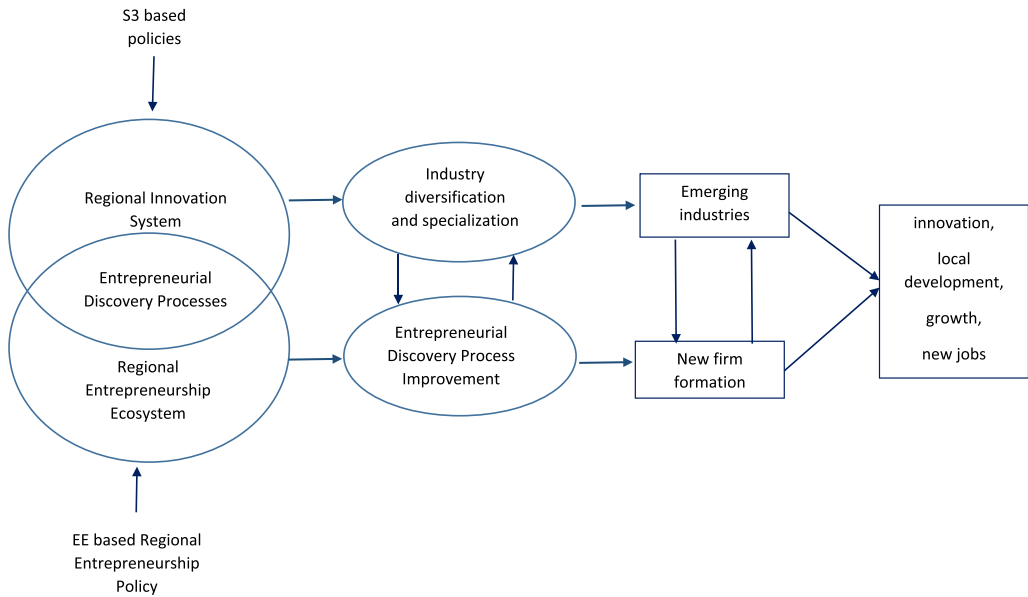 S3 based
policies
Regional Innovation
System
Entrepreneurial
Discovery Processes
Regional
Entrepreneurship
Ecosystem
EE based Regional
Entrepreneurship
Policy
Industry
diversification
and specialization
Entrepreneurial
Discovery Process
Improvement
Emerging
industries
New firm
formation
innovation,
local
development,
growth,
new jobs